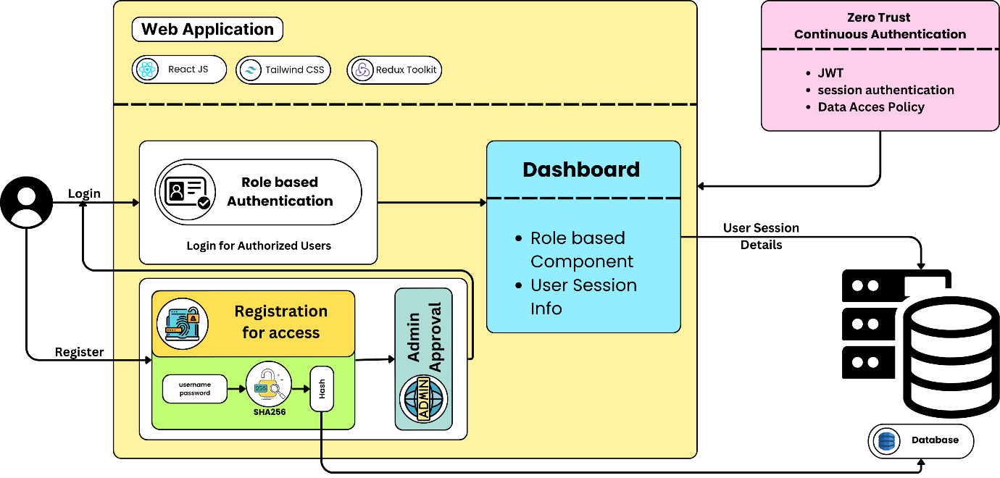 Web Application
React JS
Tailwind CSS
Redux Toolkit
Zero Trust
Continuous Authentication
JWT
session authentication
Data Acces Policy
Login
Role based
Authentication
Login for Authorized Users
Dashboard
Role based
Component
User Session
Info
User Session
Details
Register
Registration
for access
username
password
256
SHA256
Hash
Admin
Approval
ADMIN
Database